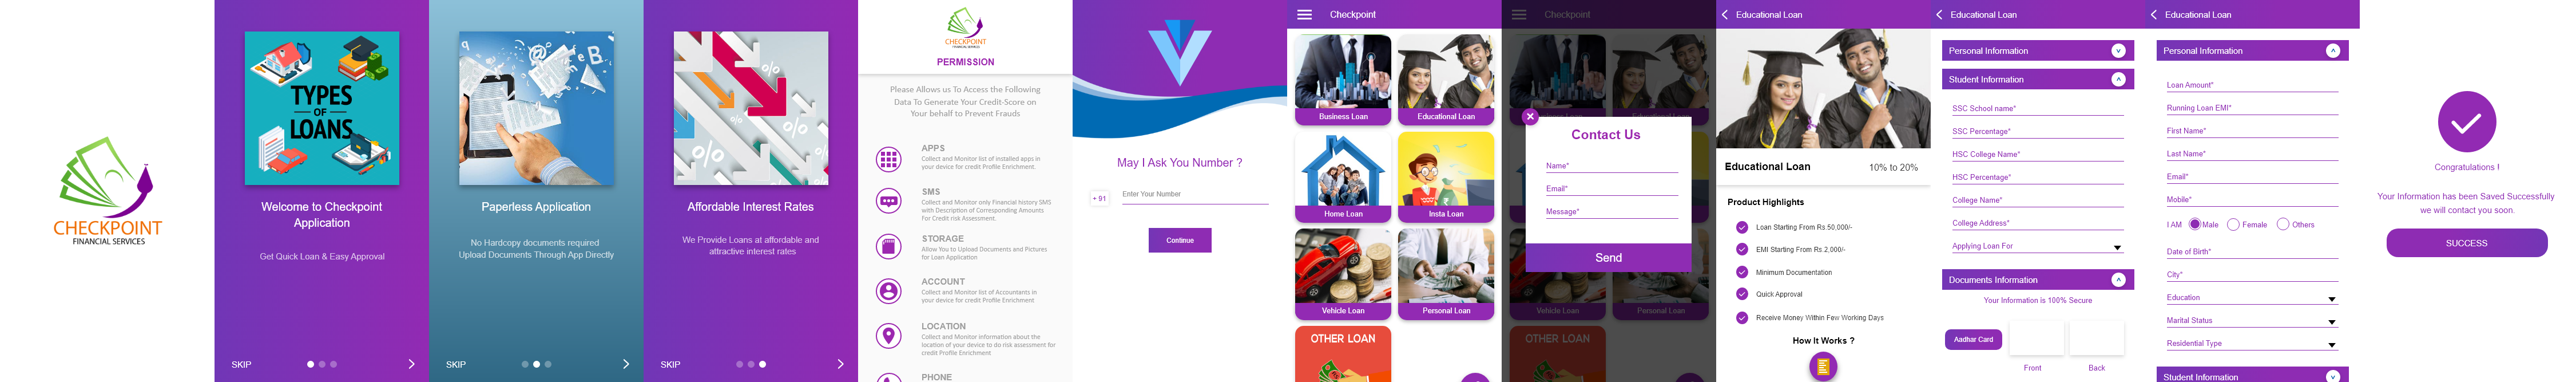 CHECKPOINT
FINANCIAL SERVICES
TYPES
OF
LOANS
Welcome to Checkpoint
Application
Get Quick Loan & Easy Approval
SKIP
B
Paperless Application
No Hardcopy documents required
Upload Documents Through App Directly
SKIP
%
%
%
%
Affordable Interest Rates
We Provide Loans at affordable and
attractive interest rates
SKIP
CHECKPOINT
FINANCIAL SERVICES
PERMISSION
Please Allows us To Access the Following
Data To Generate Your Credit-Score on
Your behalf to Prevent Frauds
APPS
Collect and Monitor list of installed apps in
your device for credit Profile Enrichment.
SMS
Collect and Monitor only Financial history SMS
with Description of Corresponding Amounts
For Credit risk Assessment.
STORAGE
Allow You to Upload Documents and Pictures
for Loan Application
ACCOUNT
Collect and Monitor list of Accountants in
your device for credit Profile Enrichment
LOCATION
Collect and Monitor information about the
location of your device to do risk assessment for
credit Profile Enrichment
PHONE
May I Ask You Number ?
+ 91
Enter Your Number
Continue
Checkpoint
Business Loan
Educational Loan
Home Loan
Insta Loan
Vehicle Loan
Personal Loan
OTHER LOAN
Checkpoint
Contact Us
Name*
Email*
Message*
Send
Vehicle Loan
Personal Loan
OTHER LOAN
Educational Loan
Educational Loan
10% to 20%
Product Highlights
Loan Starting From Rs.50,000/-
EMI Starting From Rs.2,000/-
Minimum Documentation
Quick Approval
Receive Money Within Few Working Days
How It Works ?
Educational Loan
Personal Information
Student Information
SSC School name*
SSC Percentage*
HSC College Name*
HSC Percentage*
College Name*
College Address*
Applying Loan For
Documents Information
Your Information is 100% Secure
Aadhar Card
Front
Back
Educational Loan
Personal Information
Loan Amount*
Running Loan EMI*
First Name*
Last Name*
Email*
Mobile*
I AM Male Female Others
Date of Birth*
City*
Education
Marital Status
Residential Type
Student Information
Congratulations !
Your Information has been Saved Successfully
we will contact you soon.
SUCCESS